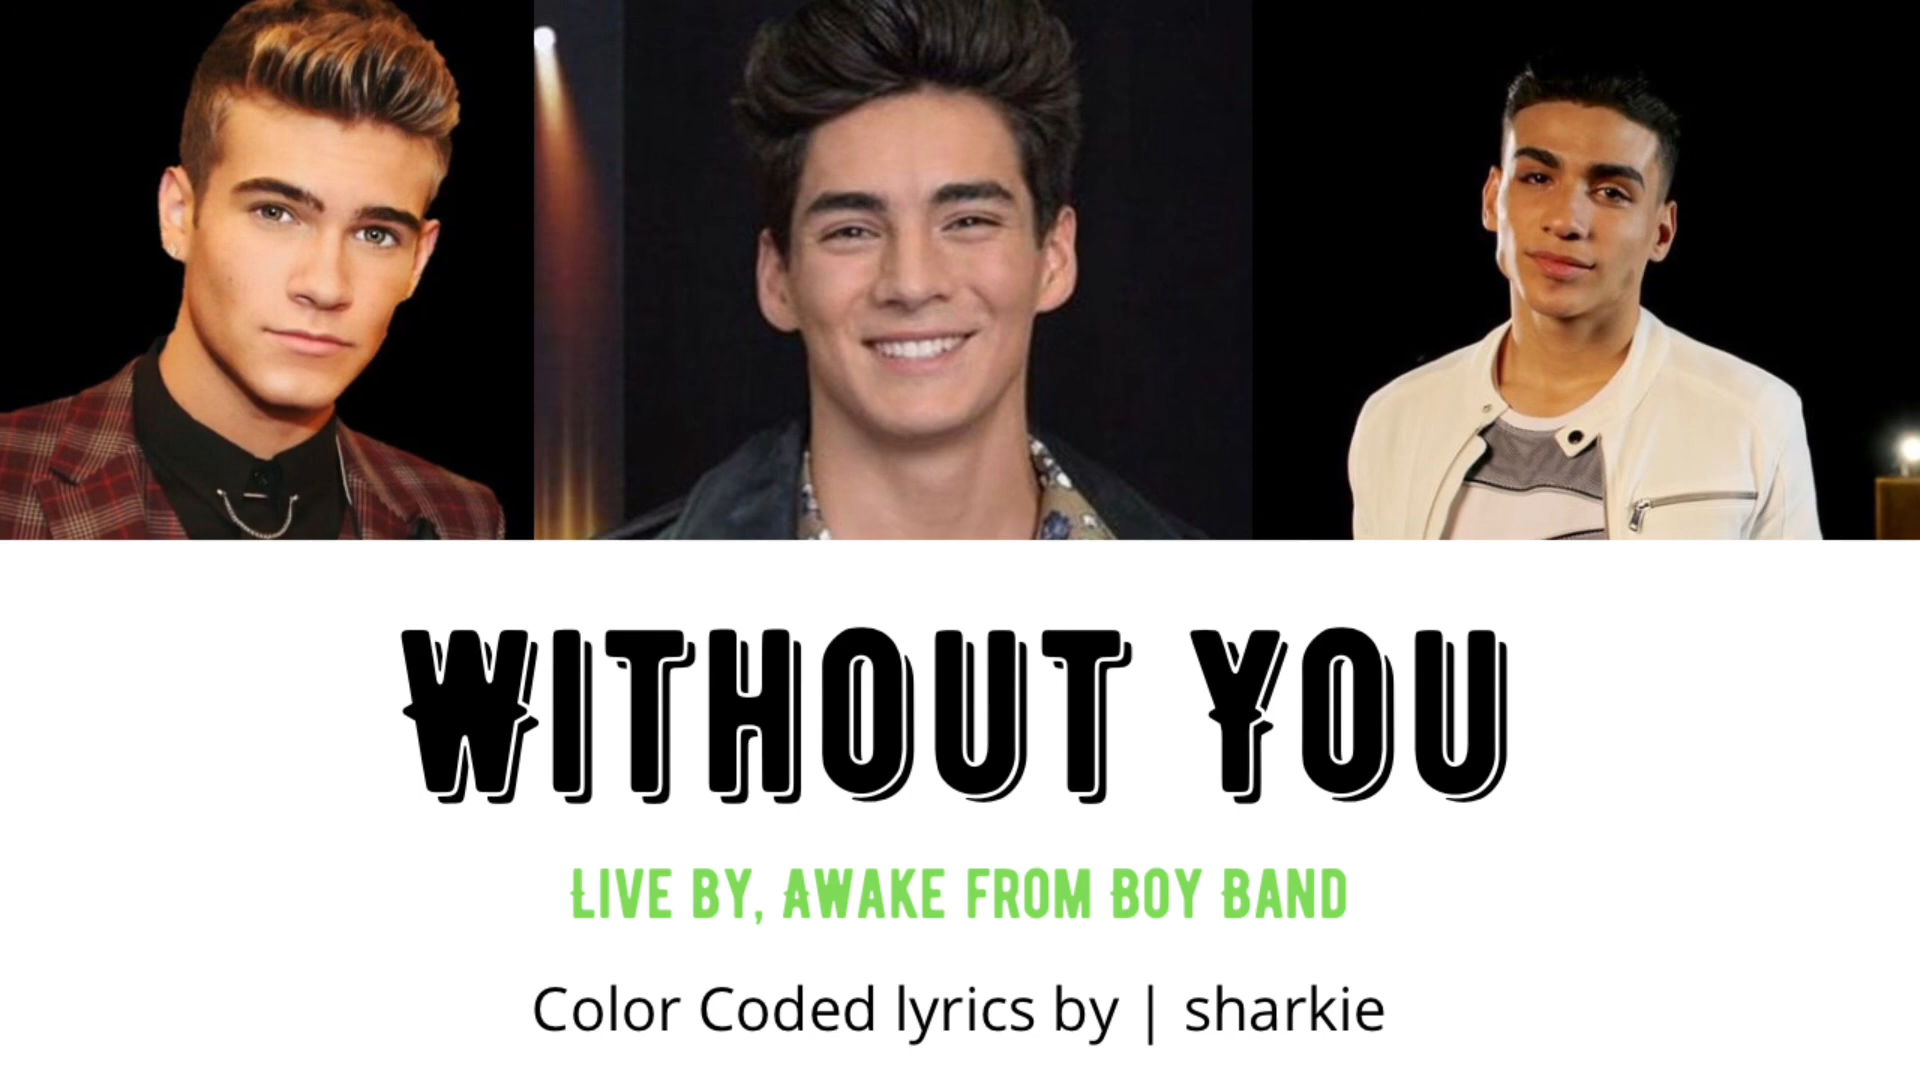 WITHOUT YOU
LIVE BY, AWAKE FROM BOY BAND
Color Coded lyrics by | sharkie